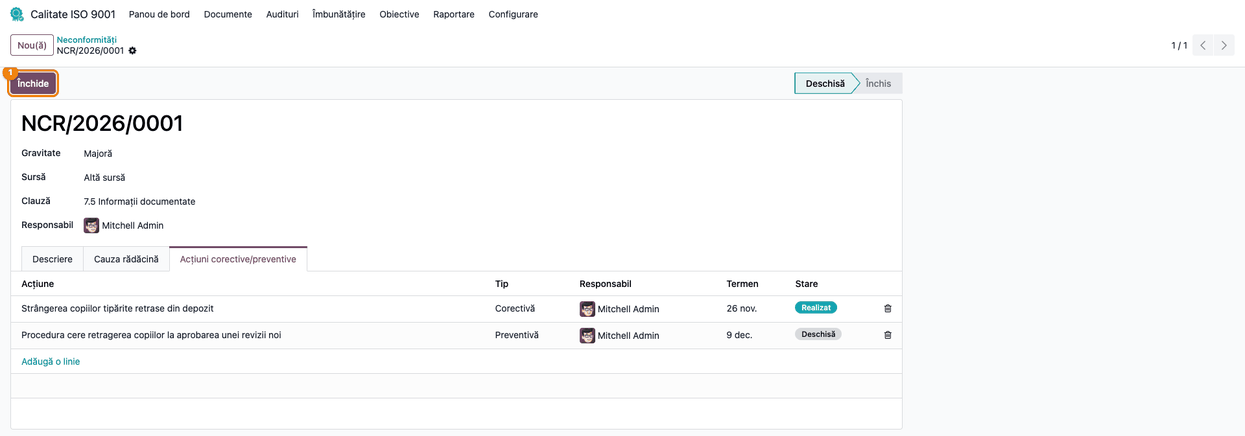 Calitate ISO 9001 Panou de bord Documente Audituri Îmbunătățire Obiective Raportare Configurare
Nou(ă) Neconformități
NCR/2026/0001
1 / 1
1
Închide
Deschisă Închis
NCR/2026/0001
Gravitate Majoră
Sursă Altă sursă
Clauză 7.5 Informații documentate
Responsabil Mitchell Admin
Descriere Cauza rădăcină Acțiuni corective/preventive
Acțiune Tip Responsabil Termen Stare
Strângerea copiilor tipărite retrase din depozit Corectivă Mitchell Admin 26 nov. Realizat
Procedura cere retragerea copiilor la aprobarea unei revizii noi Preventivă Mitchell Admin 9 dec. Deschisă
Adăugă o linie